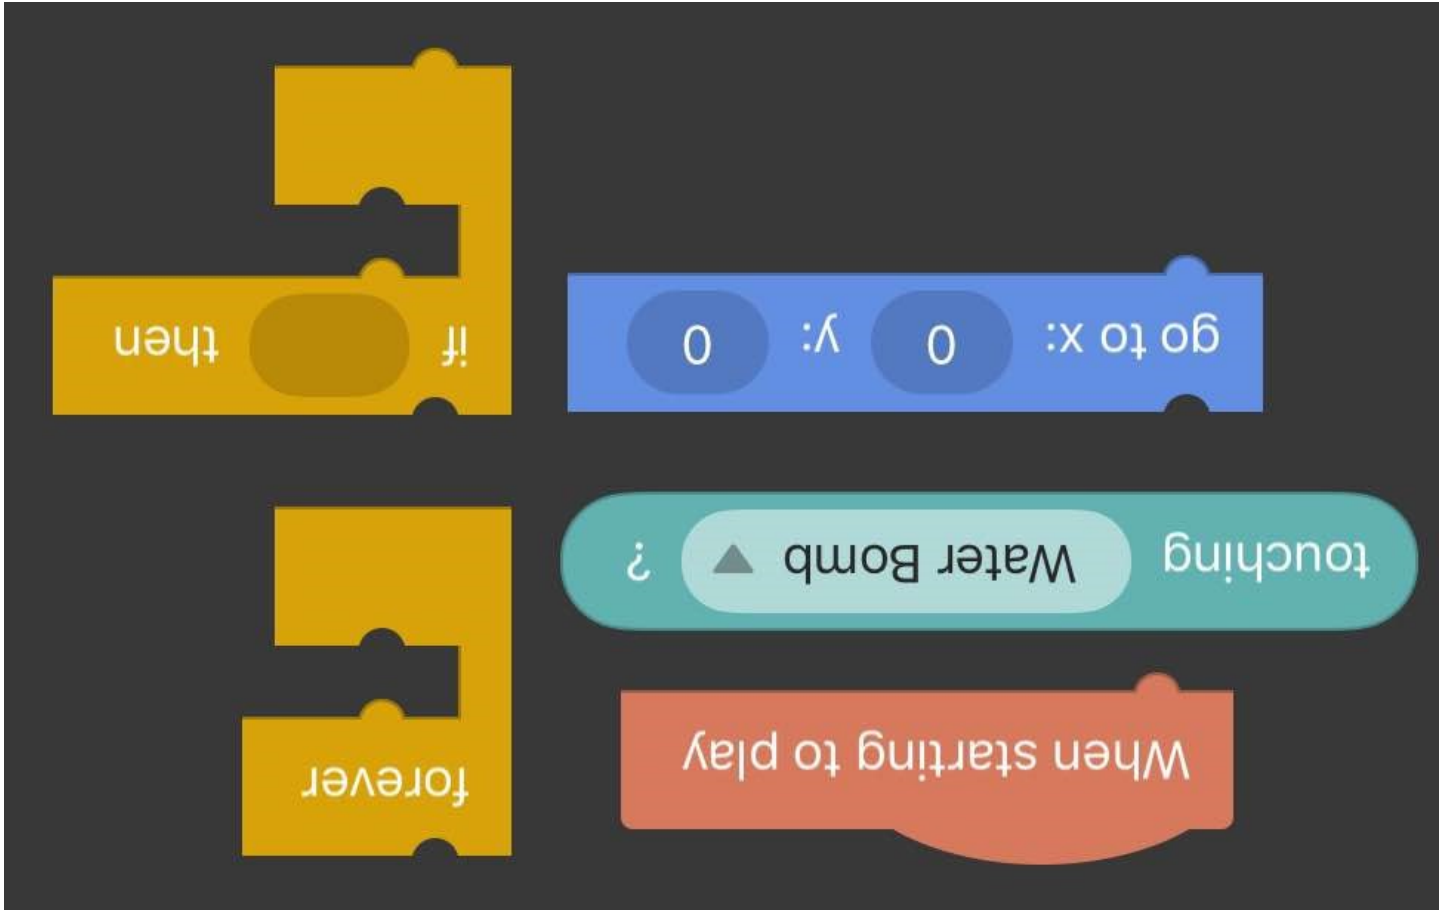 When starting to play
forever
touching Water Bomb ?
go to x: 0 y: 0
if then